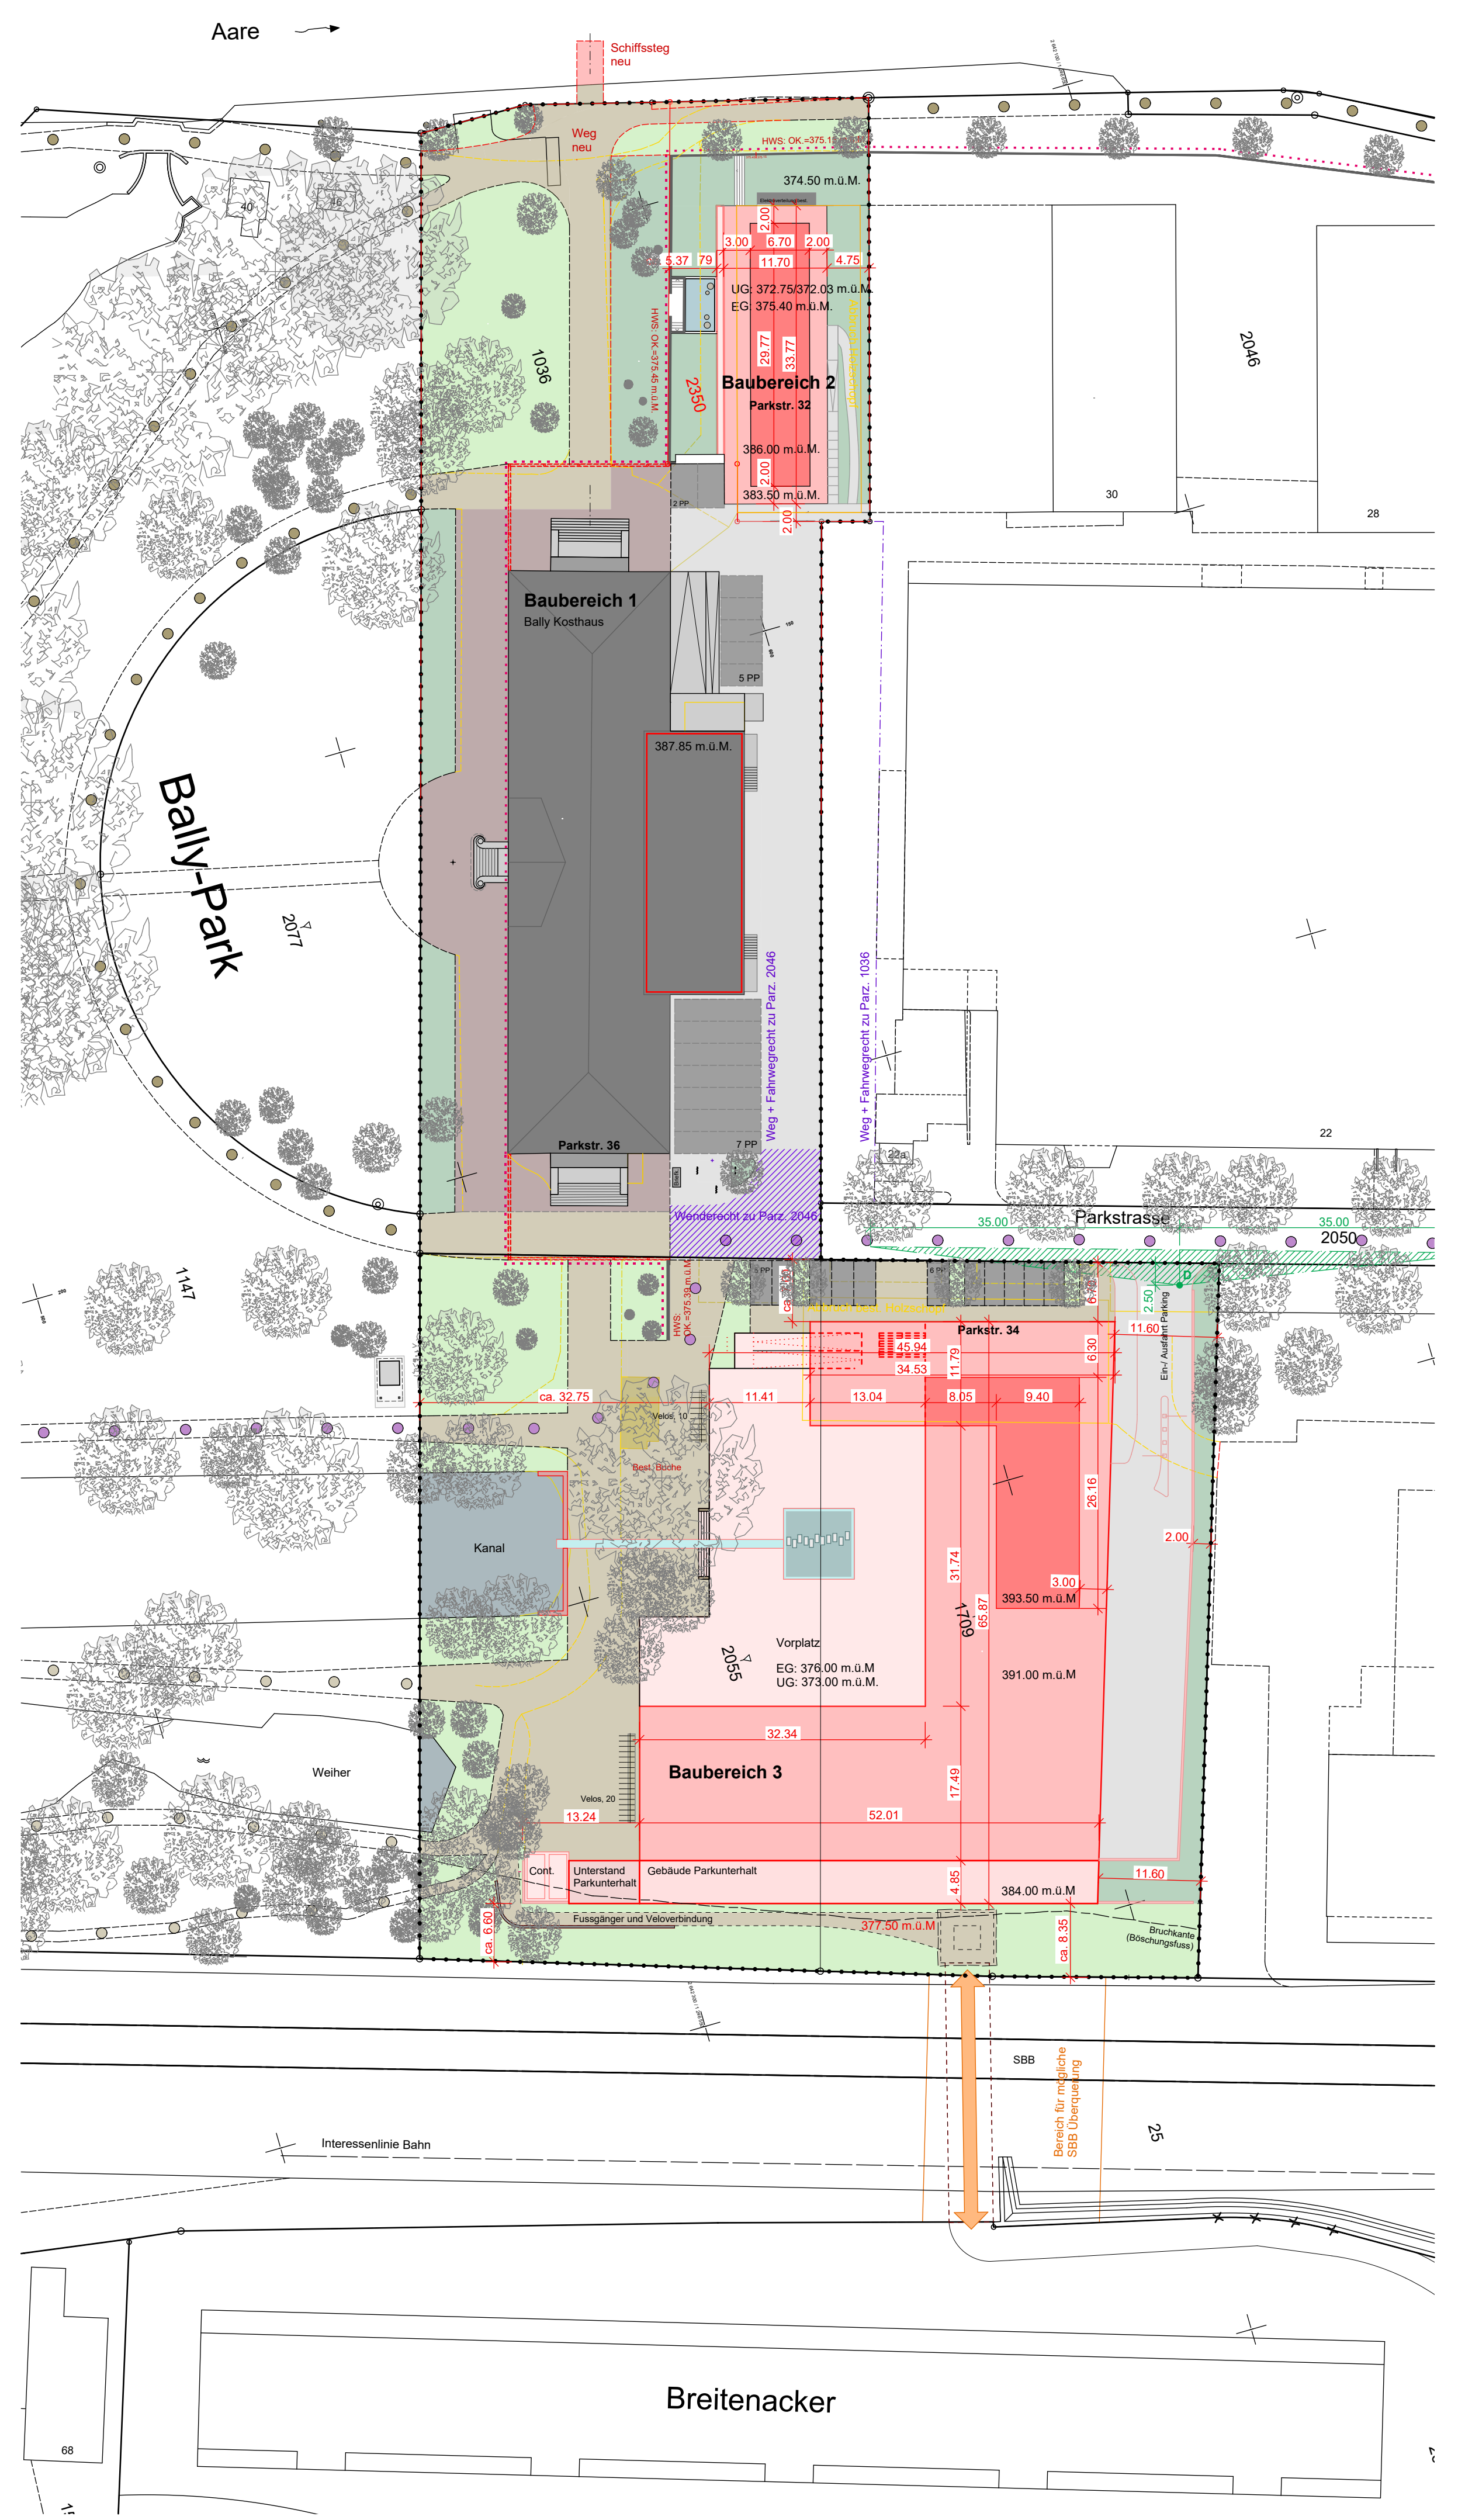 Aare
Schiffssteg
neu
Weg
neu
HWS: OK.=375.1
374.50 m.ü.M.
40
46
2.00
3.00
6.70
2.00
5.37
79
11.70
4.75
UG: 372.75/372.03 m.ü.M.
EG: 375.40 m.ü.M.
HWS: OK.=375.45 m.ü.M.
1036
2350
29.77
33.77
Baubereich 2
Parkstr. 32
2046
386.00 m.ü.M.
2.00
383.50 m.ü.M.
2 PP
2.00
30
28
Baubereich 1
Bally Kosthaus
5 PP
387.85 m.ü.M.
Bally-Park
2077
Weg + Fahrwegrecht zu Parz. 2046
Weg + Fahrwegrecht zu Parz. 1036
Parkstr. 36
7 PP
22
22a
Wenderecht zu Parz. 2046
Parkstrasse
35.00
35.00
2050
1147
HWS:
OK.=375.39 m.ü.M.
6 PP
D
2.50
Ein-/ Ausfahrt Parking
Parkstr. 34
11.60
6.30
45.94
11.79
34.53
ca. 32.75
11.41
13.04
8.05
9.40
Velos, 10
Best. Buche
26.16
Kanal
2.00
31.74
3.00
393.50 m.ü.M
65.87
1709
Vorplatz
EG: 376.00 m.ü.M
UG: 373.00 m.ü.M.
2055
391.00 m.ü.M
32.34
Weiher
Baubereich 3
17.49
Velos, 20
13.24
52.01
Cont.
Unterstand
Parkunterhalt
Gebäude Parkunterhalt
4.85
384.00 m.ü.M
11.60
Fussgänger und Veloverbindung
377.50 m.ü.M
ca. 6.60
ca. 8.35
Bruchkante
(Böschungsfuss)
SBB
Bereich für mögliche
SBB Überquerung
25
Interessenlinie Bahn
Breitenacker
68